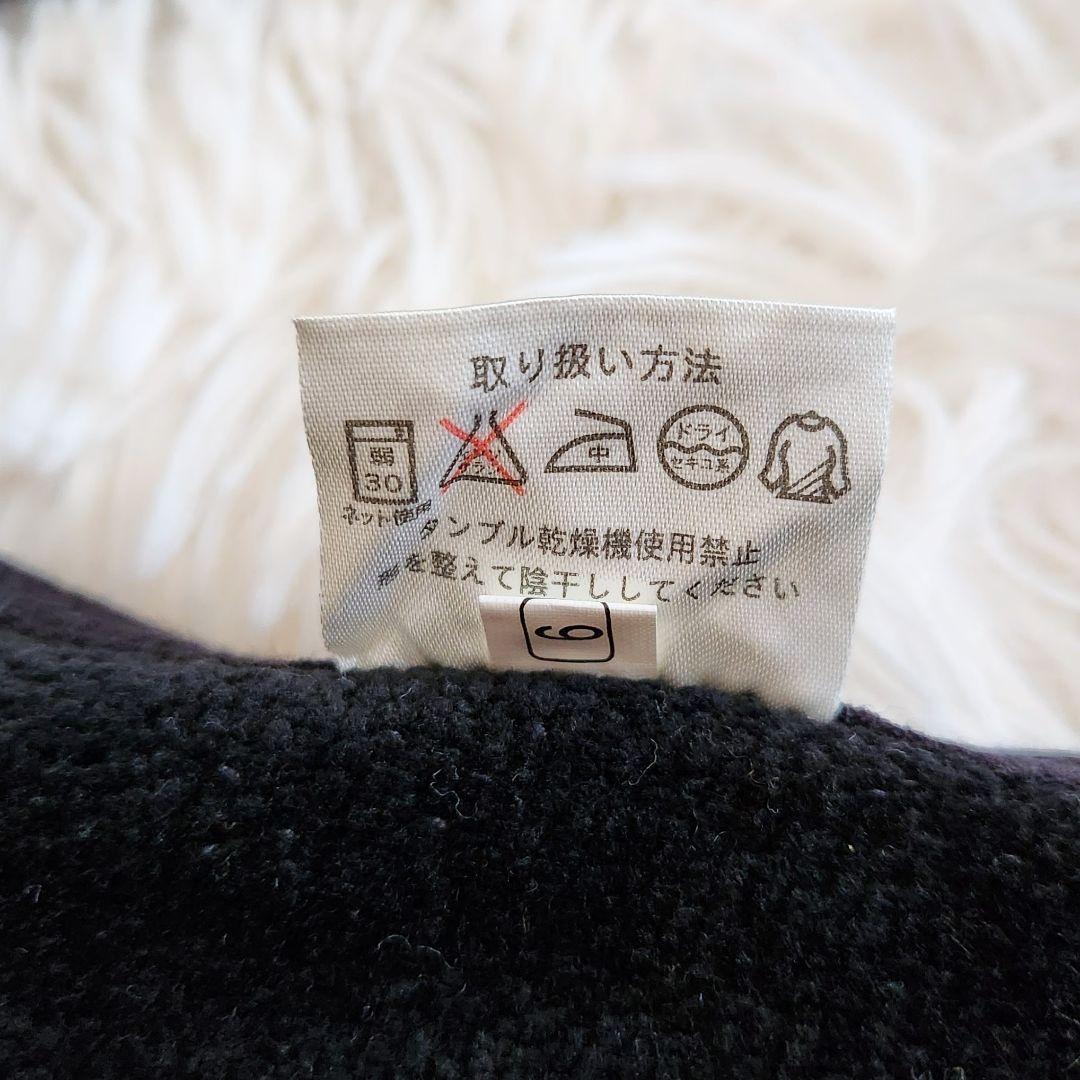 取り扱い方法
弱
30
ネット使用
中
ドライ
セキユ系
タンブル乾燥機使用禁止
を整えて陰干ししてください
6